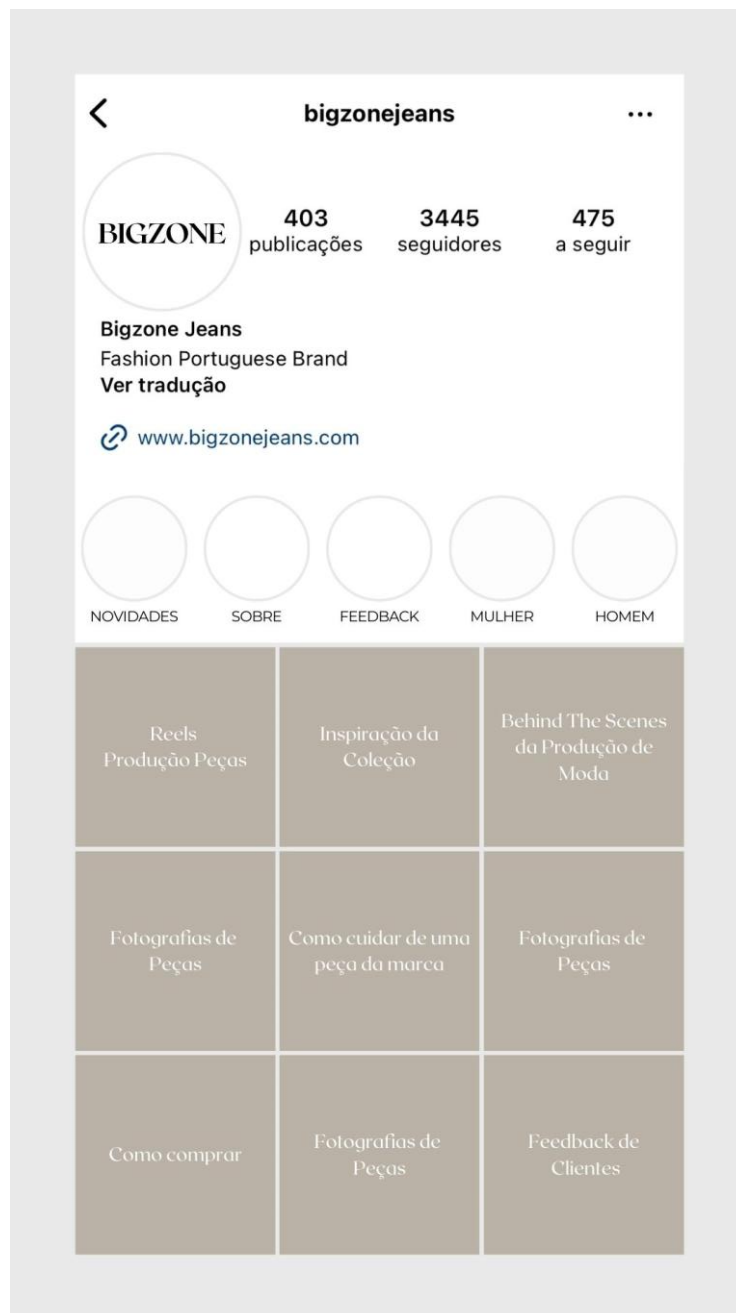 bigzonejeans
BIGZONE
403
3445
475
publicações
seguidores
a seguir
Bigzone Jeans
Fashion Portuguese Brand
Ver tradução
www.bigzonejeans.com
NOVIDADES
SOBRE
FEEDBACK
MULHER
HOMEM
Reels
Produção Peças
Inspiração da
Coleção
Behind The Scenes
da Produção de
Moda
Fotografias de
Peças
Como cuidar de uma
peça da marca
Fotografias de
Peças
Como comprar
Fotografias de
Peças
Feedback de
Clientes